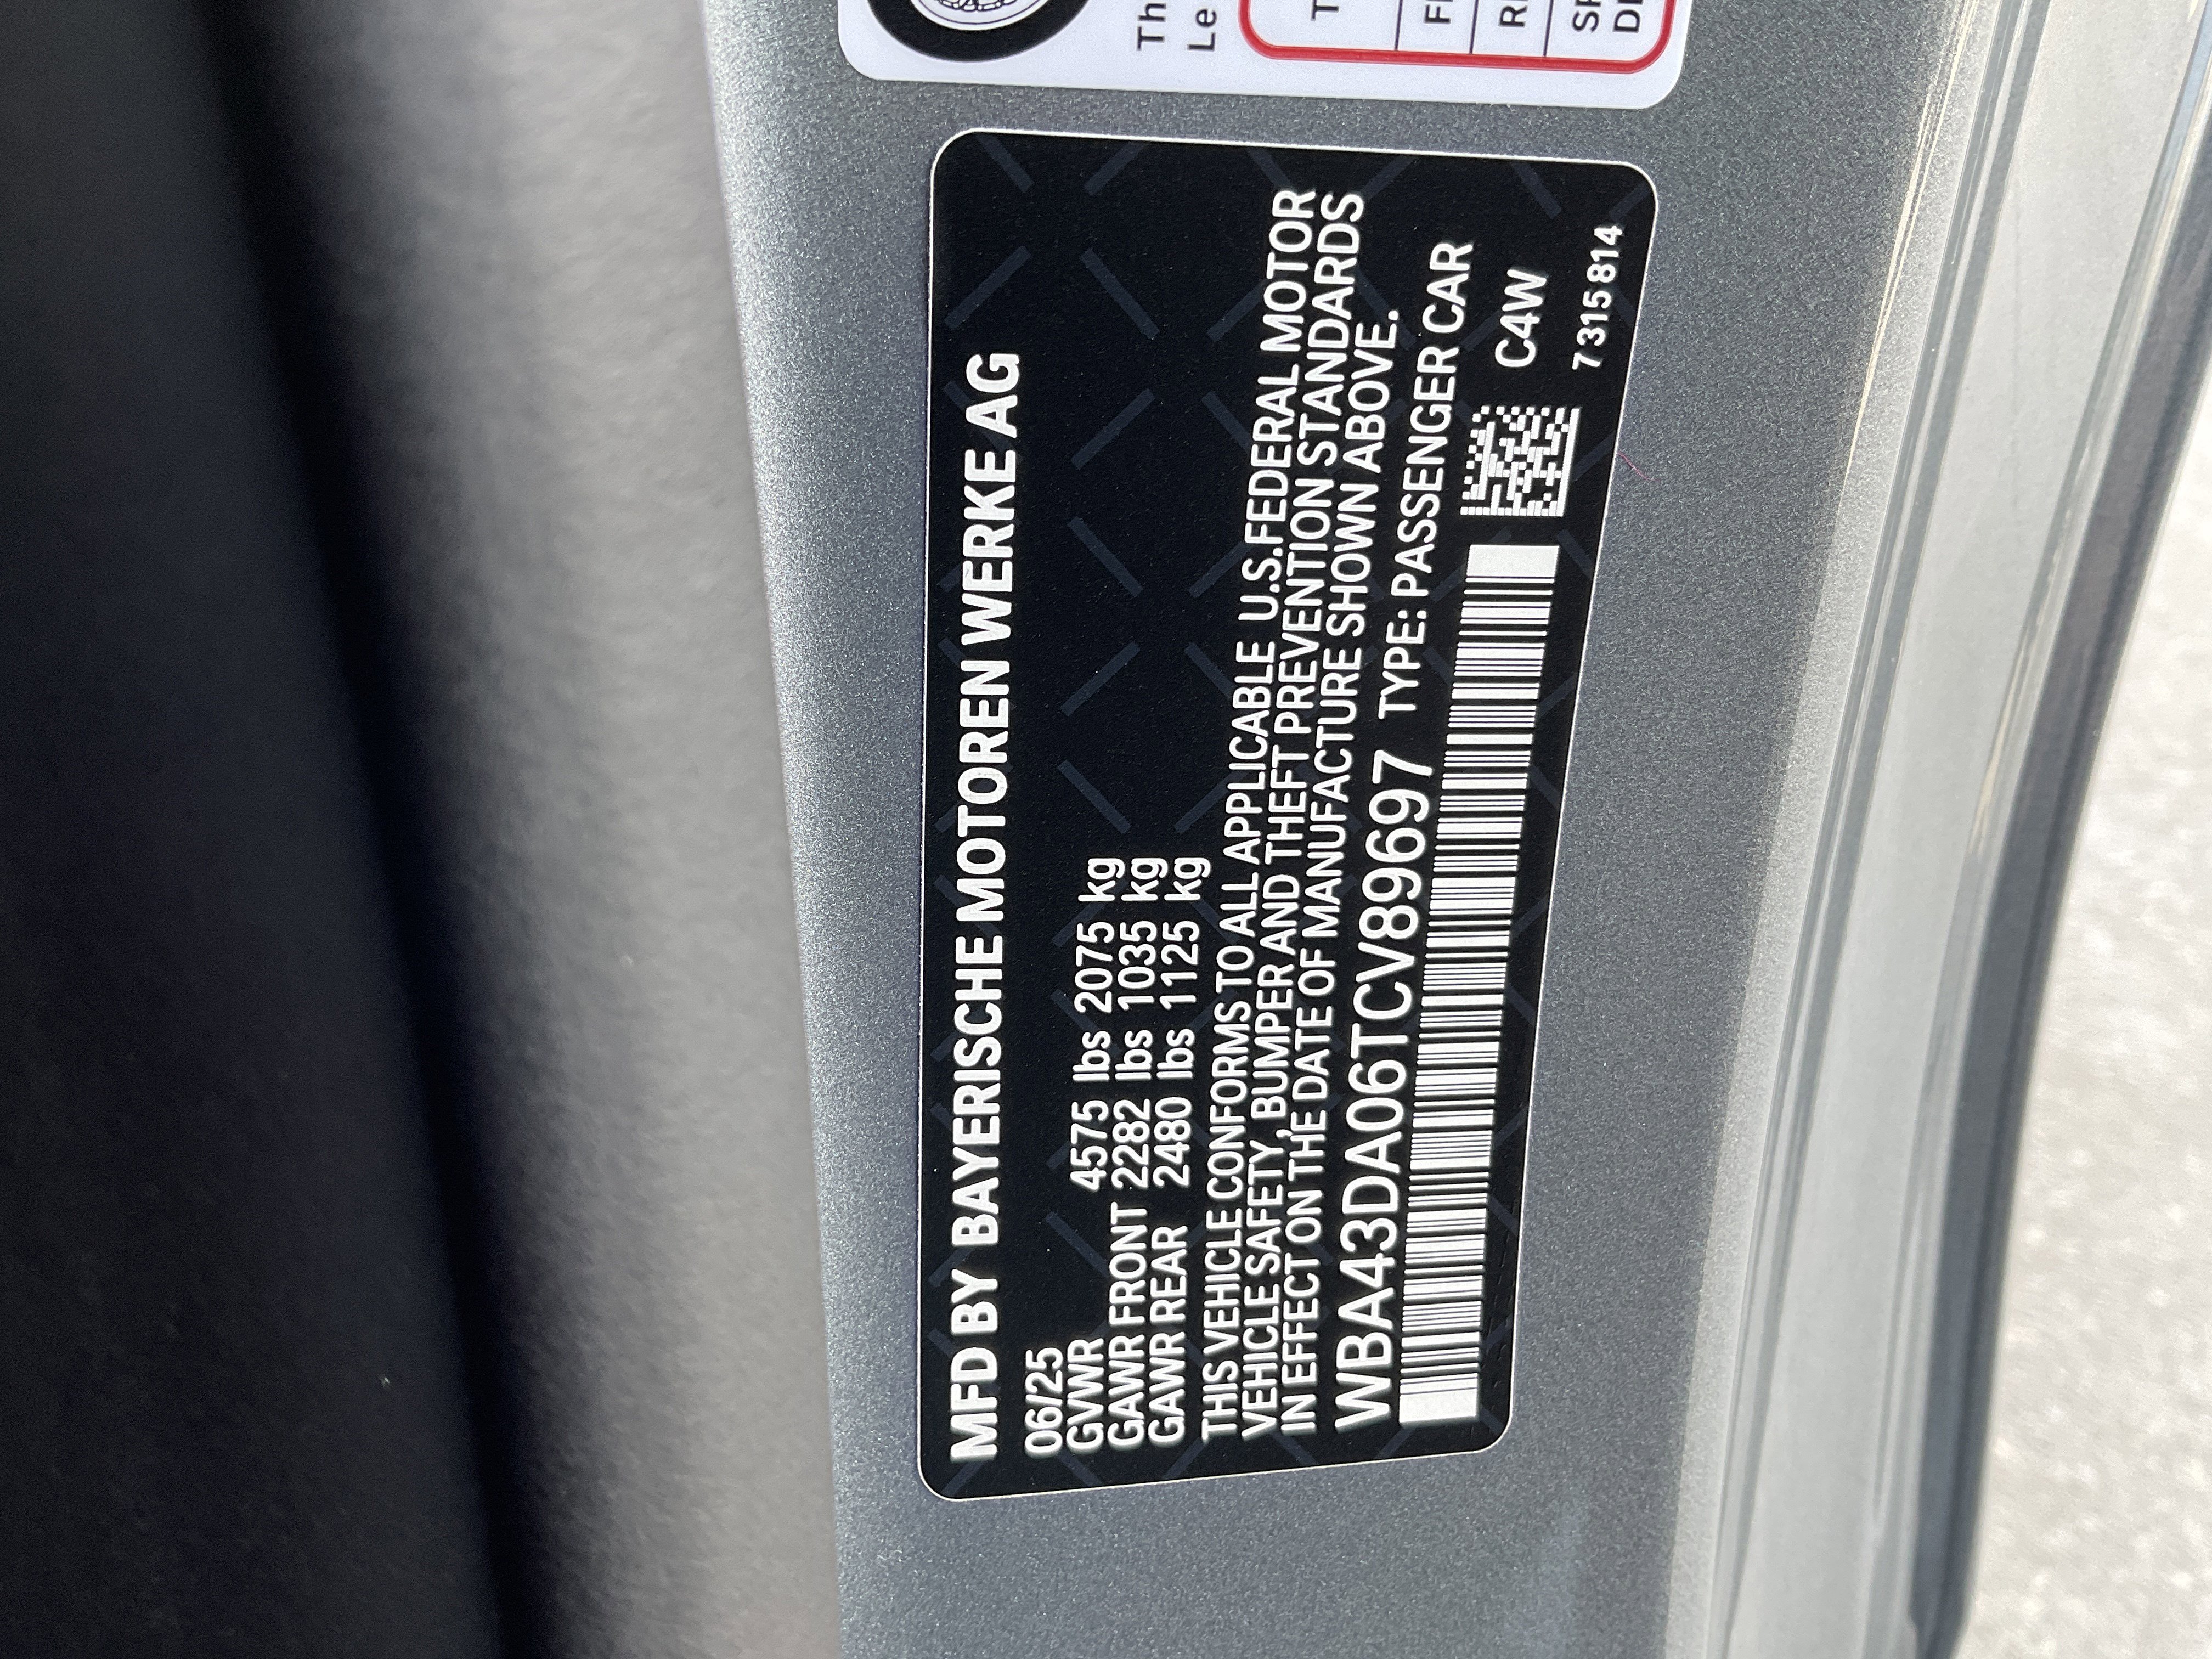 MFD BY BAYERISCHE MOTOREN WERKE AG
06/25
GVWR 4575 lbs 2075 kg
GAWR FRONT 2282 lbs 1035 kg
GAWR REAR 2480 lbs 1125 kg
THIS VEHICLE CONFORMS TO ALL APPLICABLE U.S.FEDERAL MOTOR
VEHICLE SAFETY, BUMPER AND THEFT PREVENTION STANDARDS
IN EFFECT ON THE DATE OF MANUFACTURE SHOWN ABOVE.
WBA43DA06TCV89697 TYPE: PASSENGER CAR
C4W
7315814
Le